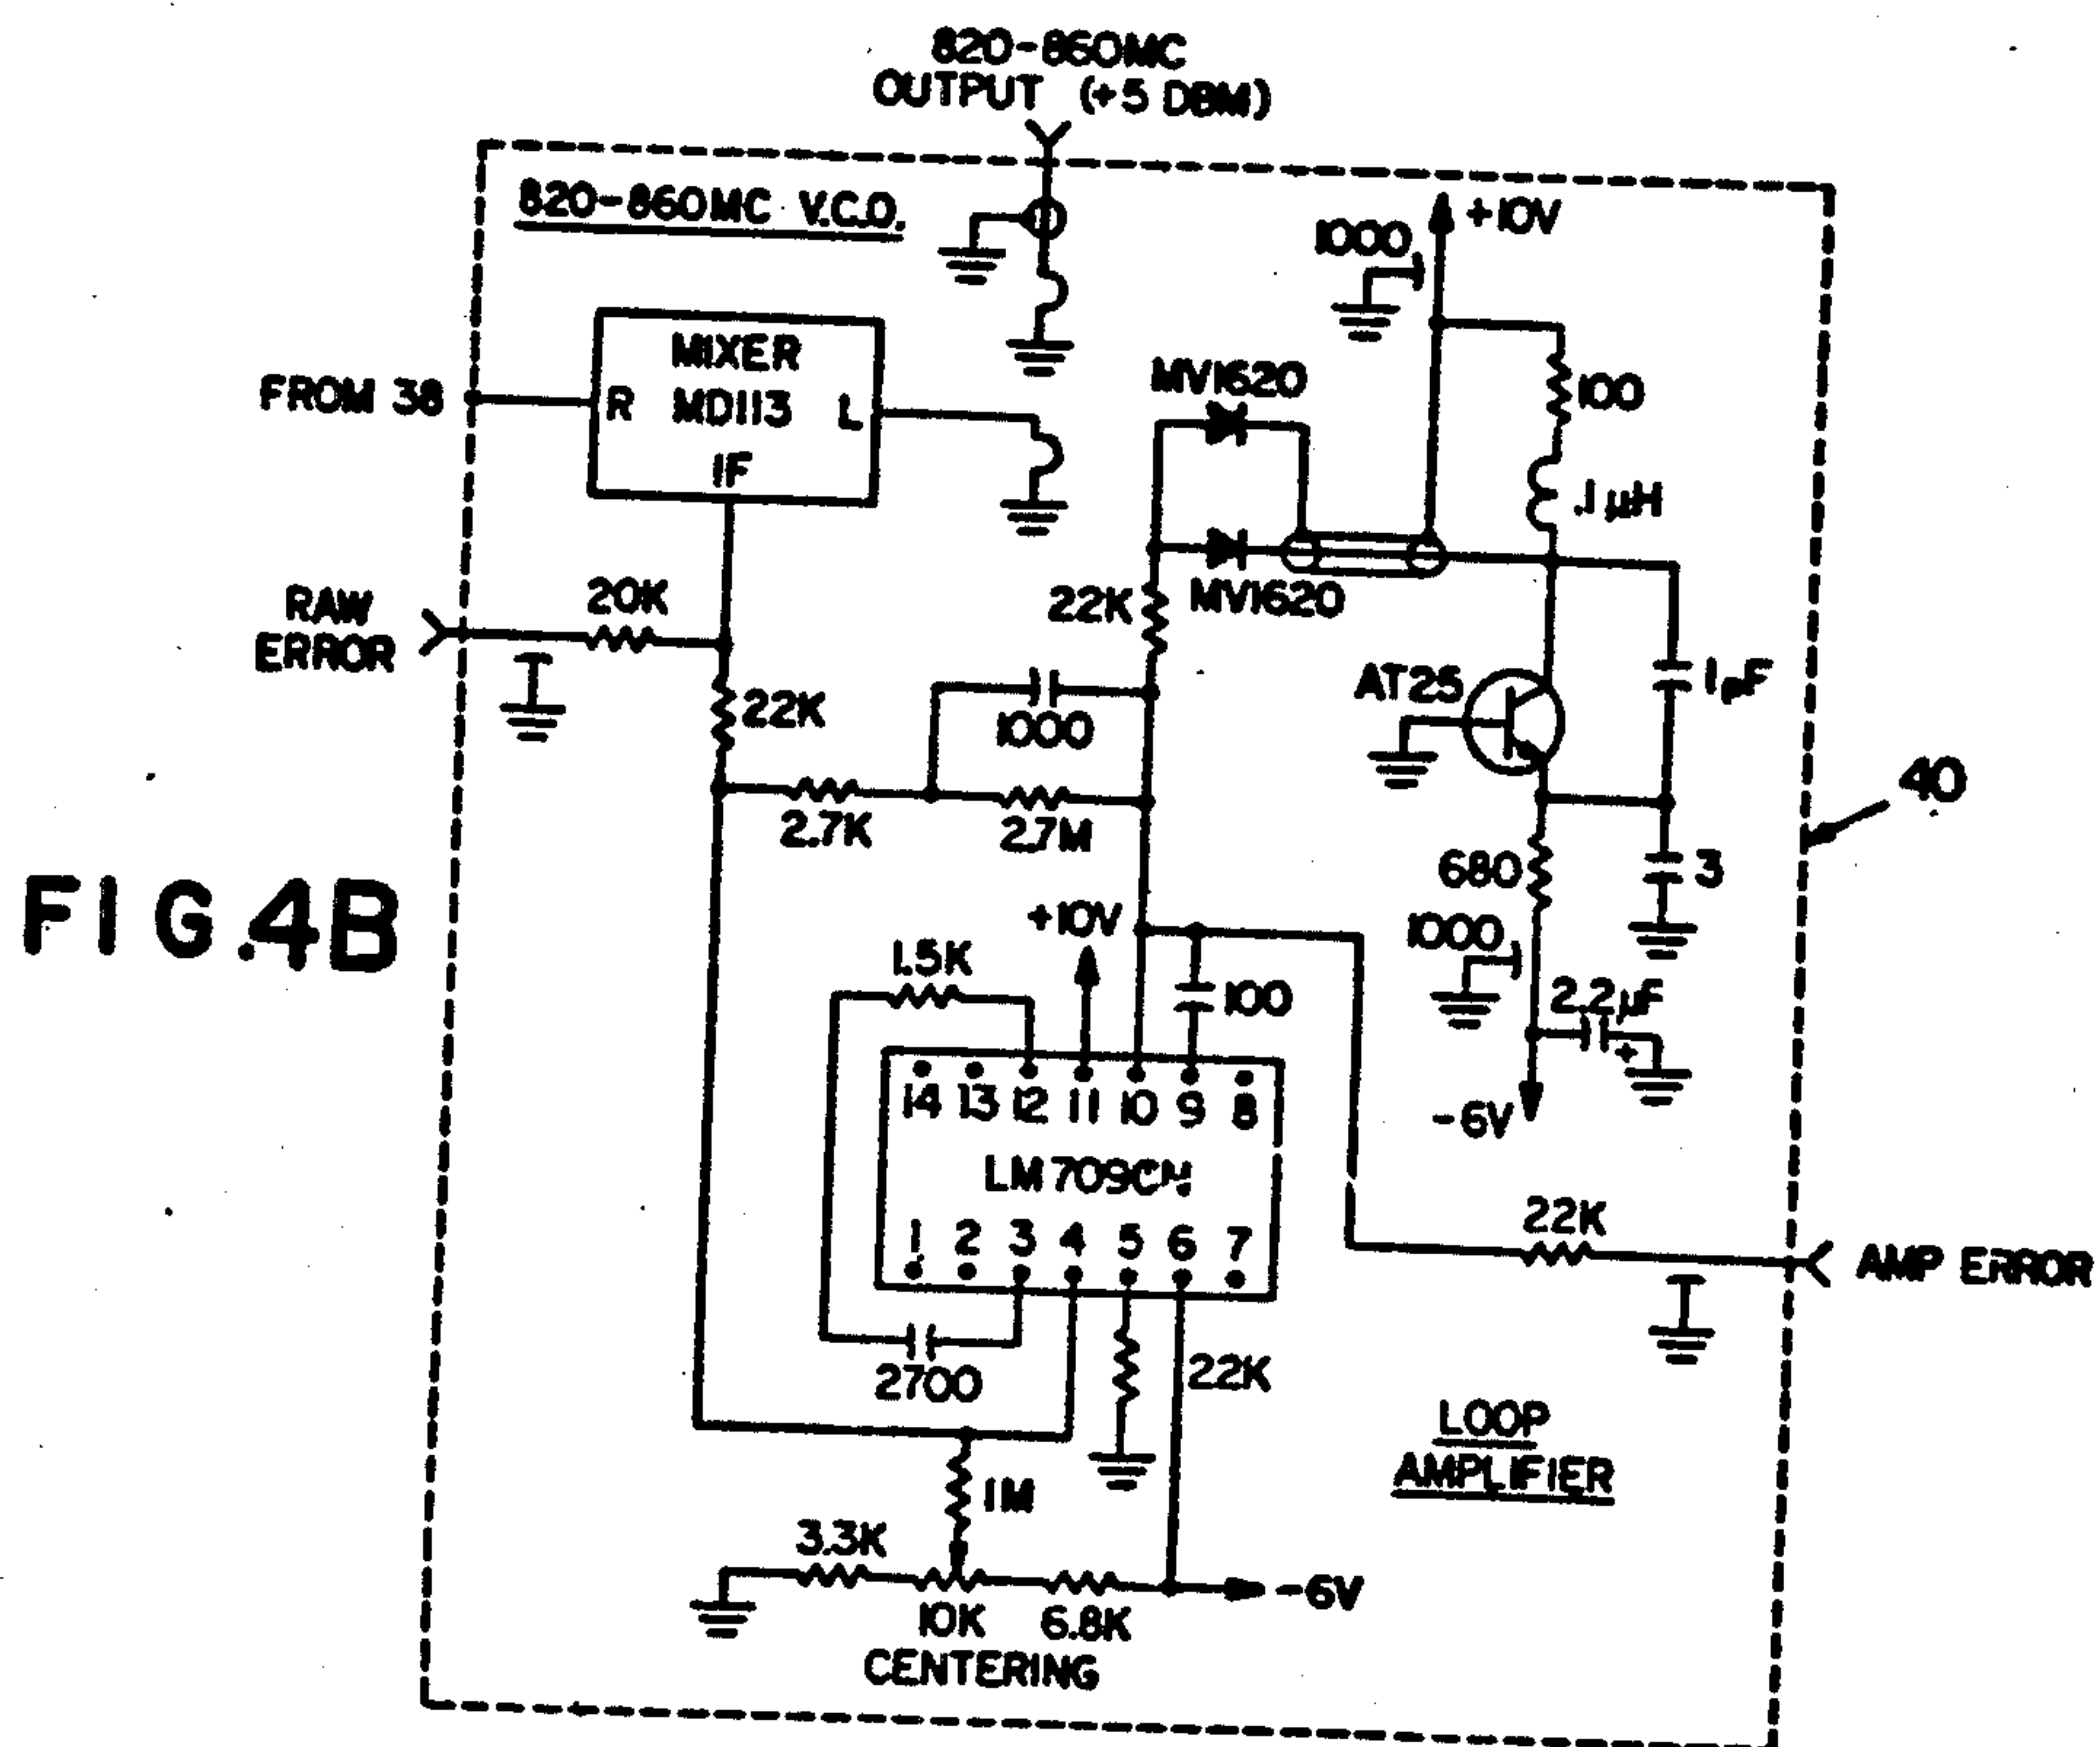 820-860MC
OUTPUT (+5 DBM)
820-860MC V.C.O.
+10V
1000
MIXER
FROM 38
R MD113 L
IF
MV1620
100
.1µH
RAW
ERROR
20K
22K
MV1620
22K
1000
AT25
1µF
2.7K
2.7M
40
680
3
FIG.4B
+10V
1.5K
100
1000
2.2µF
+
-6V
14 13 12 11 10 9 8
LM709CN
1 2 3 4 5 6 7
22K
AMP ERROR
2700
22K
LOOP
AMPLIFIER
1M
3.3K
10K 6.8K
-6V
CENTERING